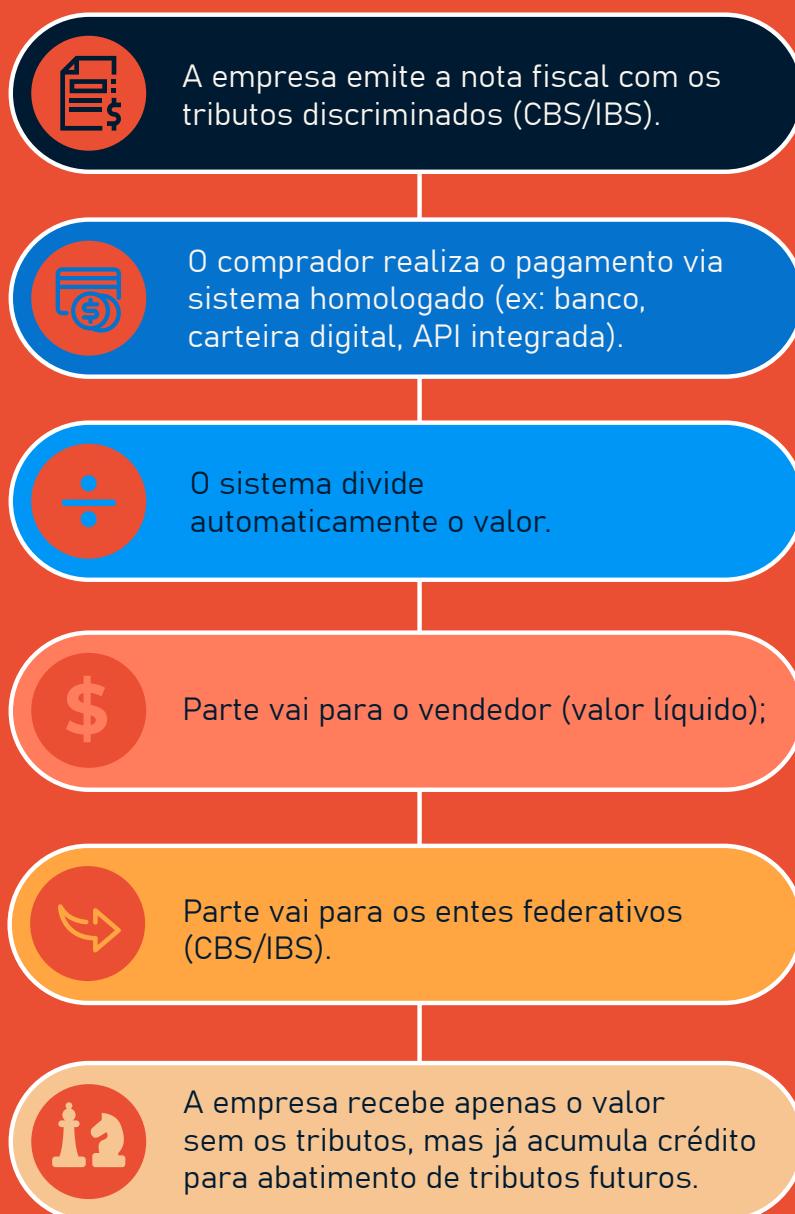 A empresa emite a nota fiscal com os
tributos discriminados (CBS/IBS).
O comprador realiza o pagamento via
sistema homologado (ex: banco,
carteira digital, API integrada).
O sistema divide
automaticamente o valor.
Parte vai para o vendedor (valor líquido);
Parte vai para os entes federativos
(CBS/IBS).
A empresa recebe apenas o valor
sem os tributos, mas já acumula crédito
para abatimento de tributos futuros.